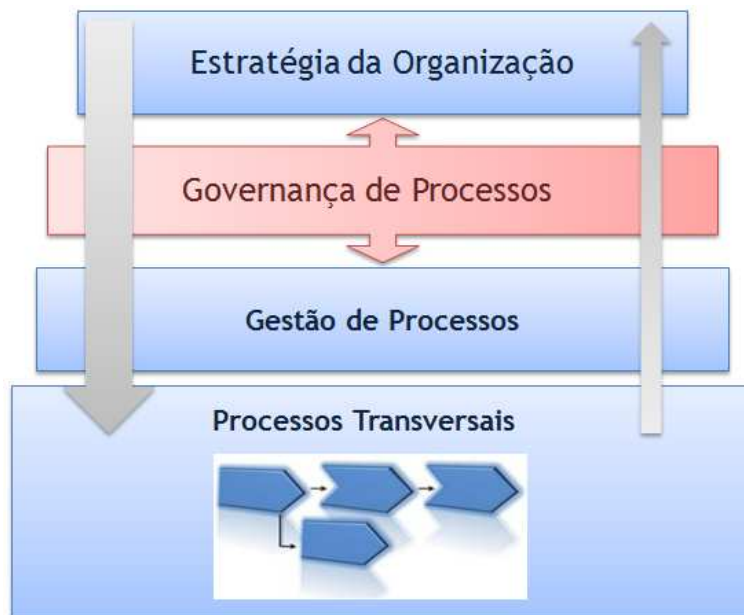 Estratégia da Organização
Governança de Processos
Gestão de Processos
Processos Transversais